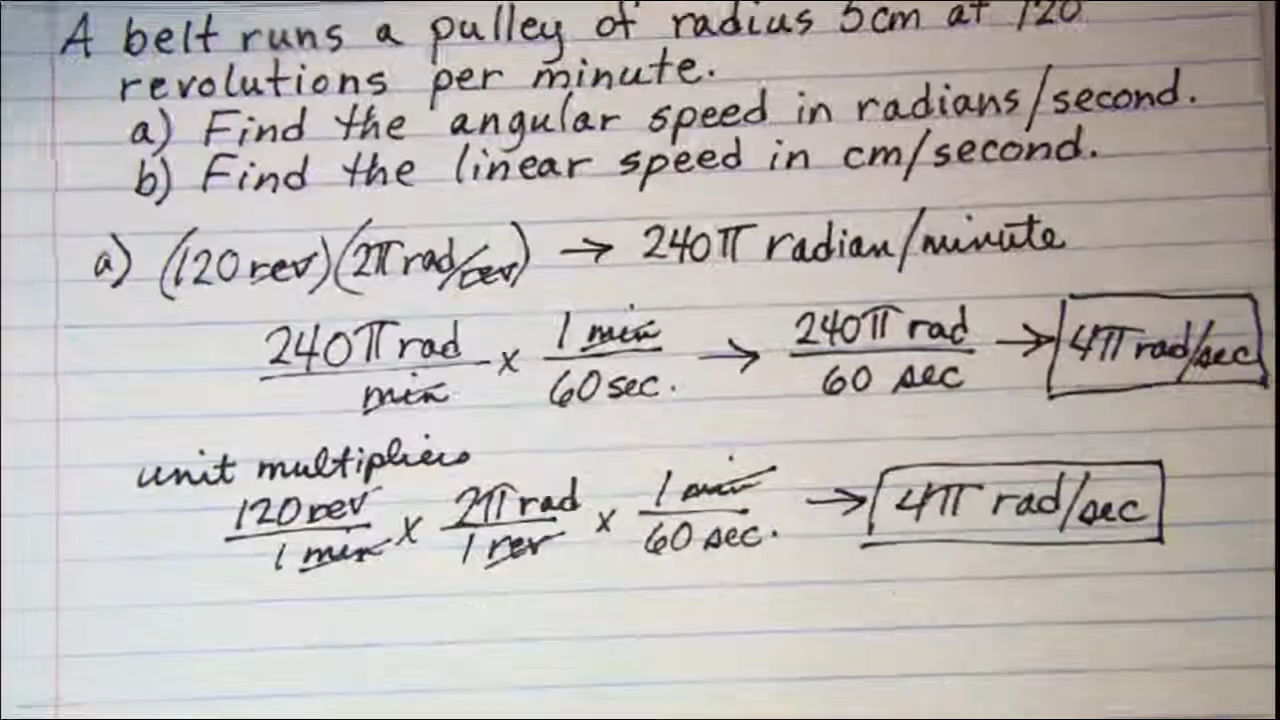 A belt runs a pulley of radius 5cm at 120
revolutions per minute.
a) Find the angular speed in radians/second.
b) Find the linear speed in cm/second.
a) (120 rev)(2π rad/rev) → 240π radian/minute
240π rad/min × 1 min/60 sec. → 240π rad/60 sec → 4π rad/sec
unit multipliers
120 rev/1 min × 2π rad/1 rev × 1 min/60 sec. → 4π rad/sec